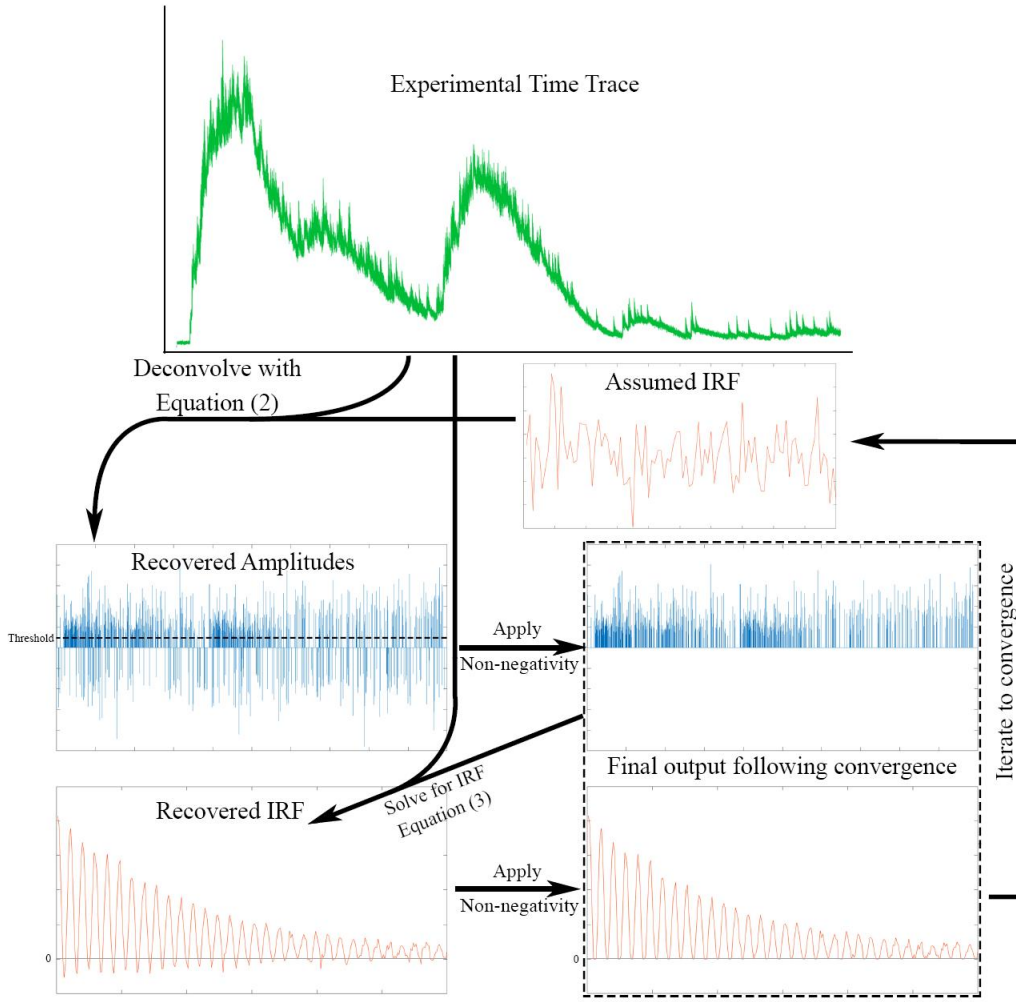 Experimental Time Trace
Deconvolve with
Equation (2)
Assumed IRF
Recovered Amplitudes
Threshold
Apply
Non-negativity
Iterate to convergence
Final output following convergence
Solve for IRF
Equation (3)
Recovered IRF
Apply
Non-negativity
0
0